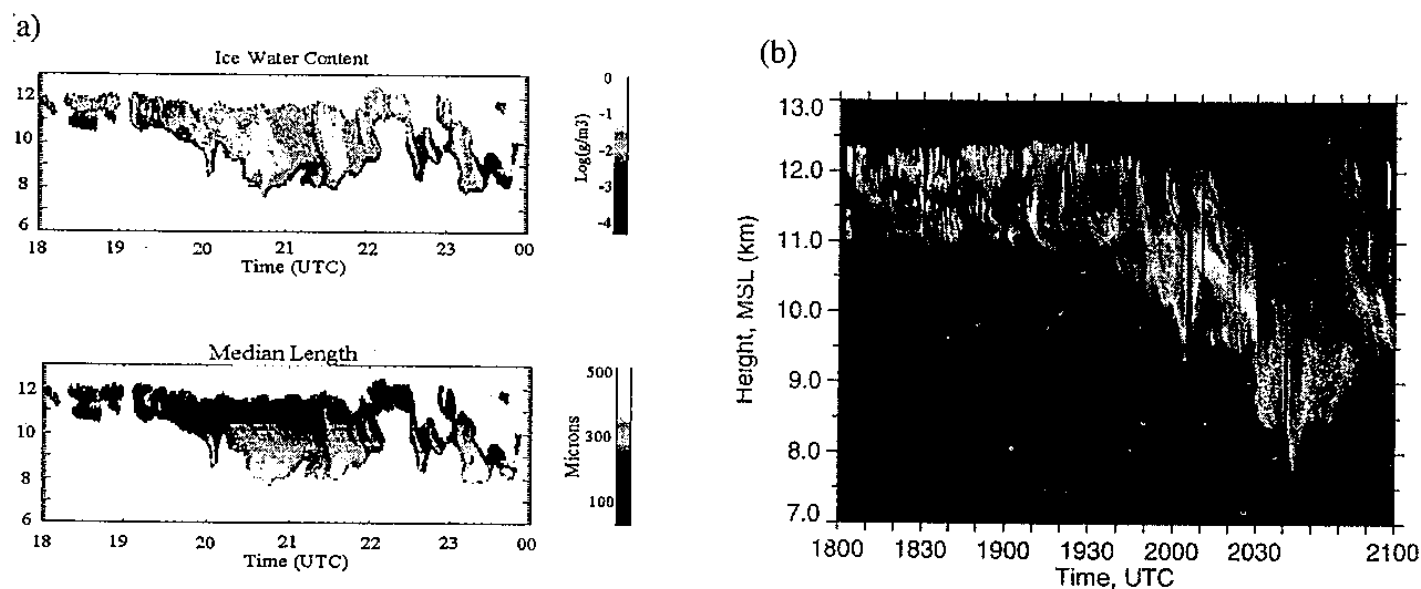 a)
Ice Water Content
12
10
8
6
18 19 20 21 22 23 00
Time (UTC)
0
-1
-2
-3
-4
Log(g/m3)
Median Length
12
10
8
6
18 19 20 21 22 23 00
Time (UTC)
500
300
100
Microns
(b)
13.0
12.0
11.0
10.0
9.0
8.0
7.0
Height, MSL (km)
1800 1830 1900 1930 2000 2030 2100
Time, UTC